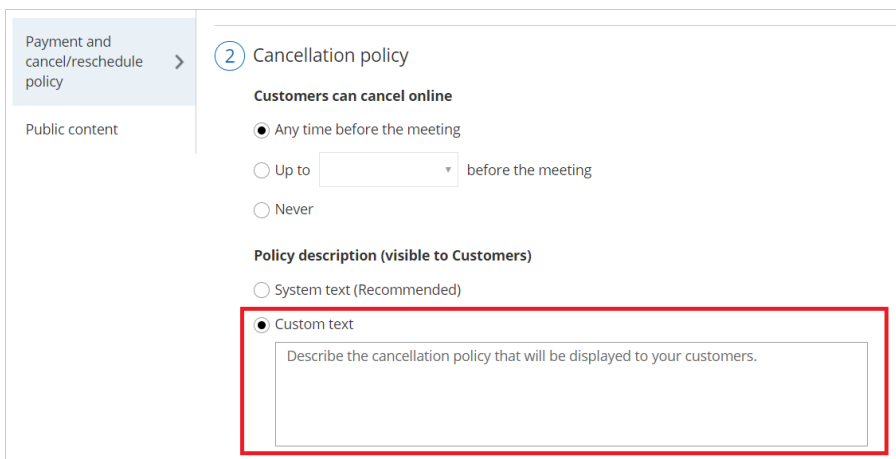 Payment and
cancel/reschedule
policy
Public content
2 Cancellation policy
Customers can cancel online
Any time before the meeting
Up to before the meeting
Never
Policy description (visible to Customers)
System text (Recommended)
Custom text
Describe the cancellation policy that will be displayed to your customers.